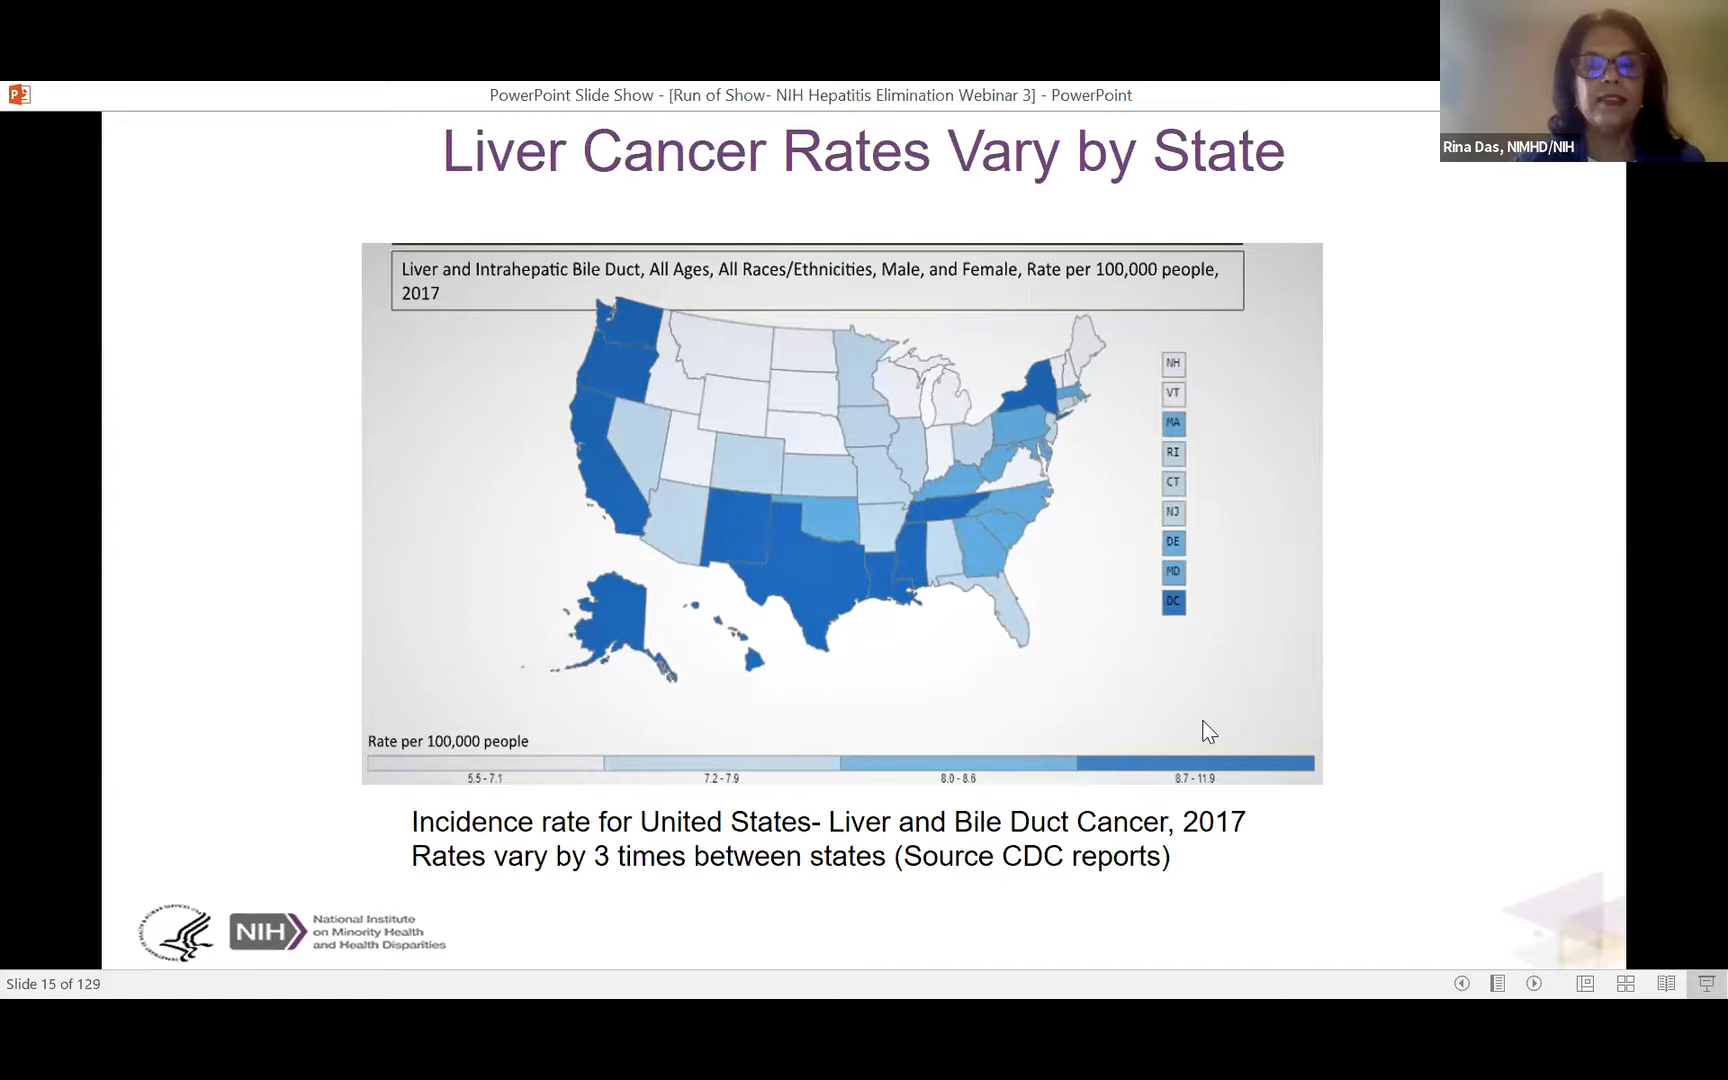 PowerPoint Slide Show - [Run of Show- NIH Hepatitis Elimination Webinar 3] - PowerPoint
Rina Das, NIMHD/NIH
Liver Cancer Rates Vary by State
Liver and Intrahepatic Bile Duct, All Ages, All Races/Ethnicities, Male, and Female, Rate per 100,000 people,
2017
NH
VT
MA
RI
CT
NJ
DE
MD
DC
Rate per 100,000 people
5.5 - 7.1
7.2 - 7.9
8.0 - 8.6
8.7 - 11.9
Incidence rate for United States- Liver and Bile Duct Cancer, 2017
Rates vary by 3 times between states (Source CDC reports)
NIH
National Institute
on Minority Health
and Health Disparities
Slide 15 of 129